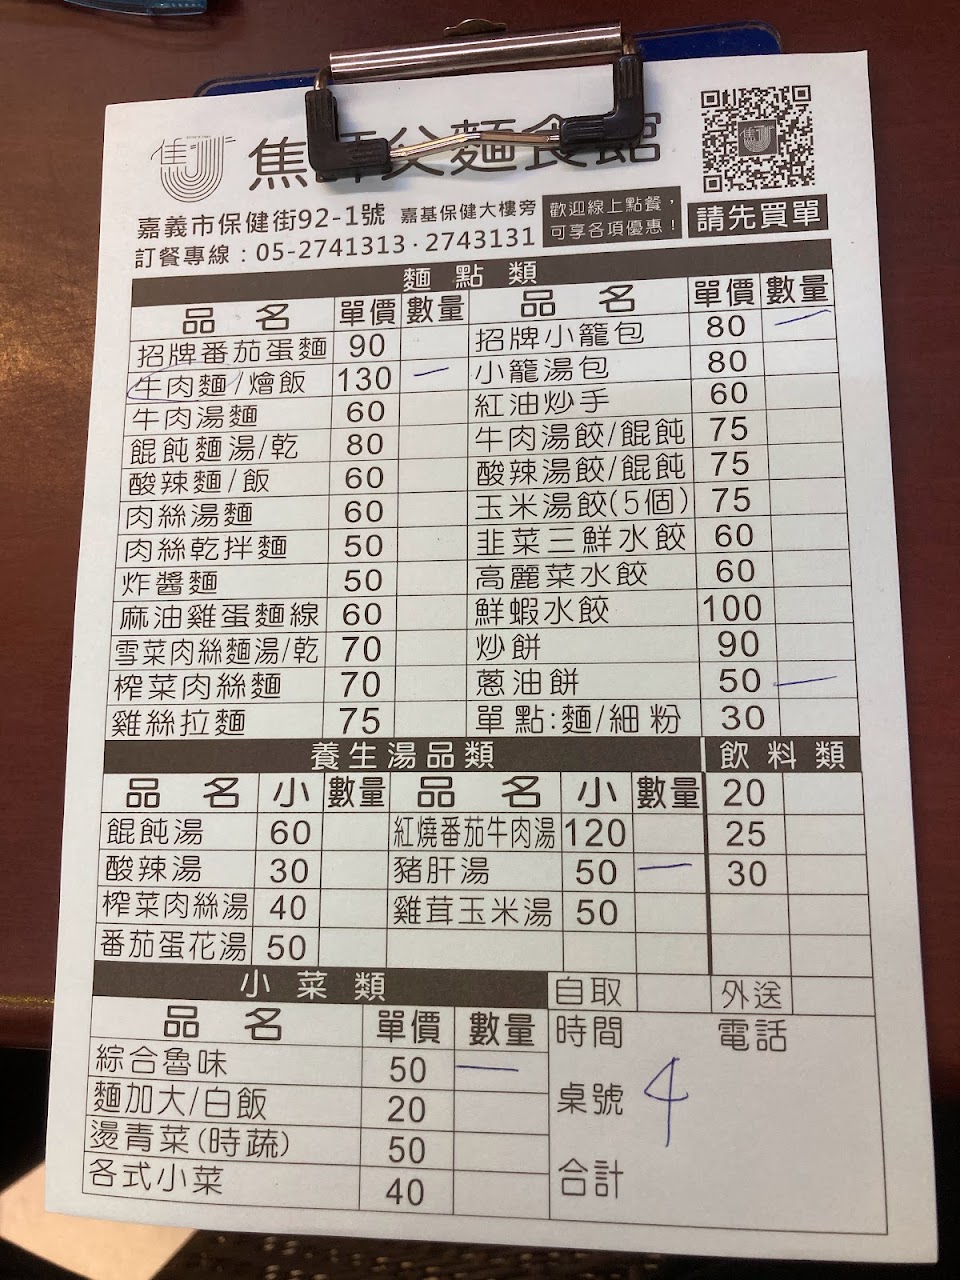 焦 焦師父麵食館
嘉義市保健街92-1號 嘉基保健大樓旁
訂餐專線：05-2741313·2743131
歡迎線上點餐，
可享各項優惠！
請先買單
麵點類
品名 單價 數量 品名 單價 數量
招牌番茄蛋麵 90 招牌小籠包 80 一
牛肉麵/燴飯 130 一 小籠湯包 80
牛肉湯麵 60 紅油炒手 60
餛飩麵湯/乾 80 牛肉湯餃/餛飩 75
酸辣麵/飯 60 酸辣湯餃/餛飩 75
肉絲湯麵 60 玉米湯餃(5個) 75
肉絲乾拌麵 50 韭菜三鮮水餃 60
炸醬麵 50 高麗菜水餃 60
麻油雞蛋麵線 60 鮮蝦水餃 100
雪菜肉絲麵湯/乾 70 炒餅 90
榨菜肉絲麵 70 蔥油餅 50 一
雞絲拉麵 75 單點:麵/細粉 30
養生湯品類 飲料類
品名 小 數量 品名 小 數量 20
餛飩湯 60 紅燒番茄牛肉湯 120 25
酸辣湯 30 豬肝湯 50 一 30
榨菜肉絲湯 40 雞茸玉米湯 50
番茄蛋花湯 50
小菜類 自取 外送
品名 單價 數量 時間 電話
綜合魯味 50 一
麵加大/白飯 20 桌號 4
燙青菜(時蔬) 50
各式小菜 40 合計